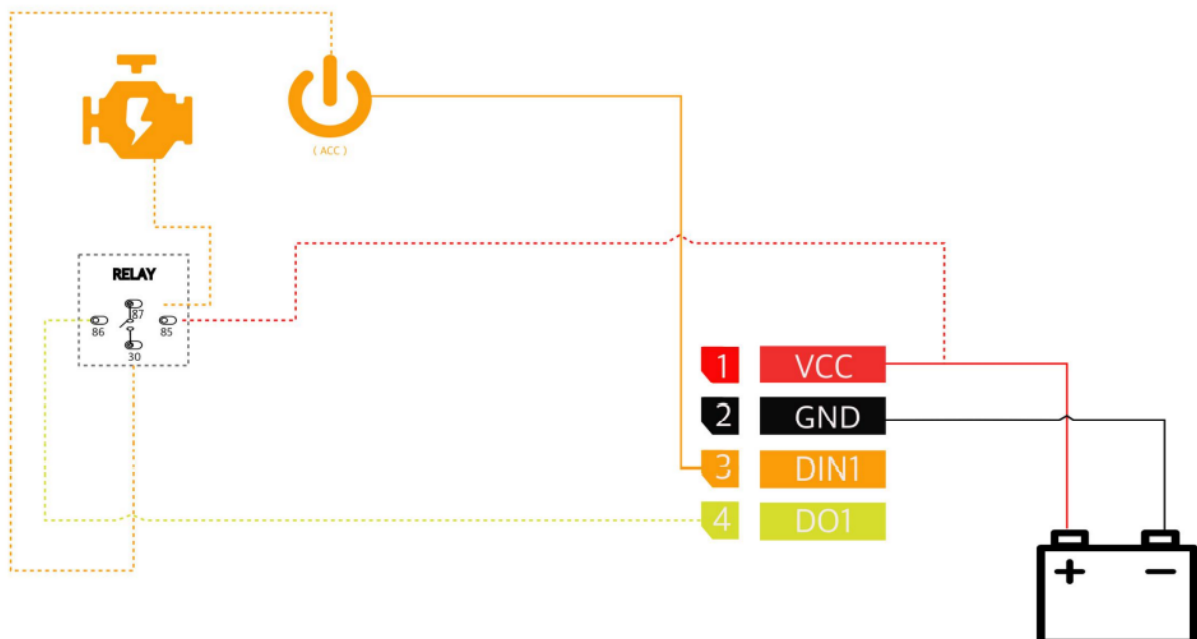 ( ACC )
RELAY
87
86
85
30
1 VCC
2 GND
3 DIN1
4 DO1
+ −